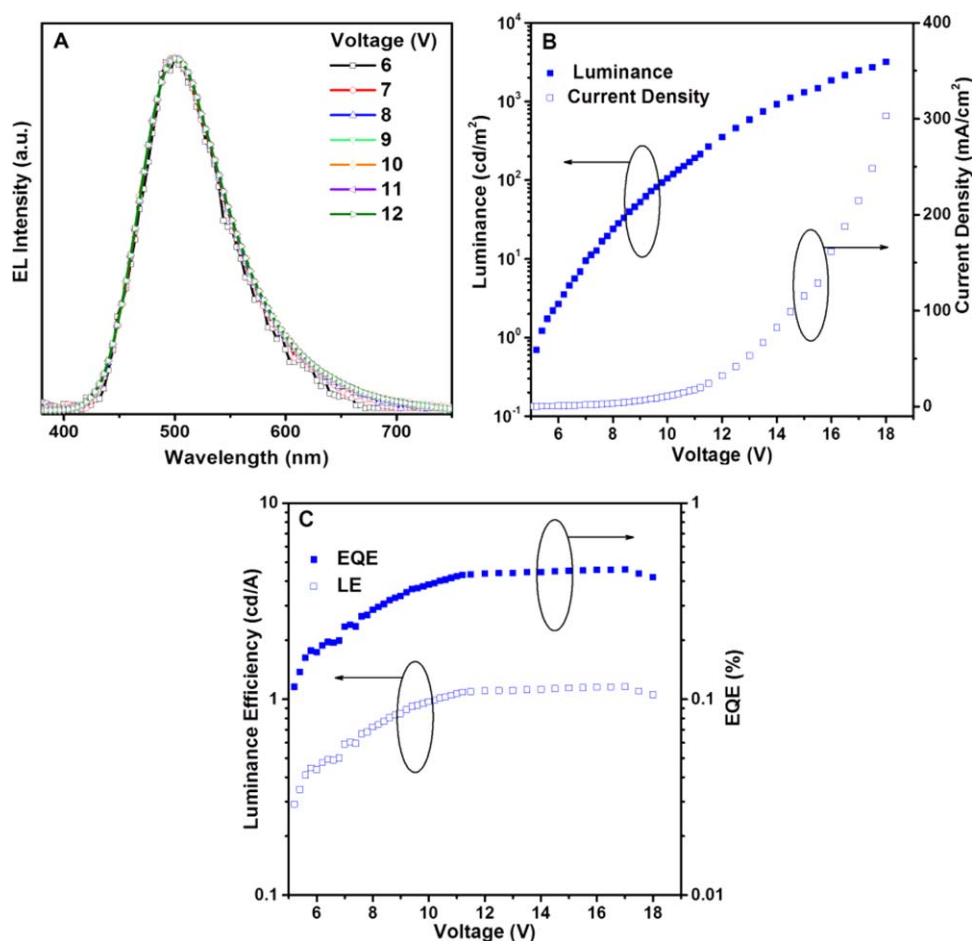 A
Voltage (V)
6
7
8
9
10
11
12
EL Intensity (a.u.)
400 500 600 700
Wavelength (nm)
B
Luminance
Current Density
10^4
10^3
10^2
10^1
10^0
10^-1
Luminance (cd/m^2)
400
300
200
100
0
Current Density (mA/cm^2)
6 8 10 12 14 16 18
Voltage (V)
C
EQE
LE
10
1
0.1
Luminance Efficiency (cd/A)
1
0.1
0.01
EQE (%)
6 8 10 12 14 16 18
Voltage (V)